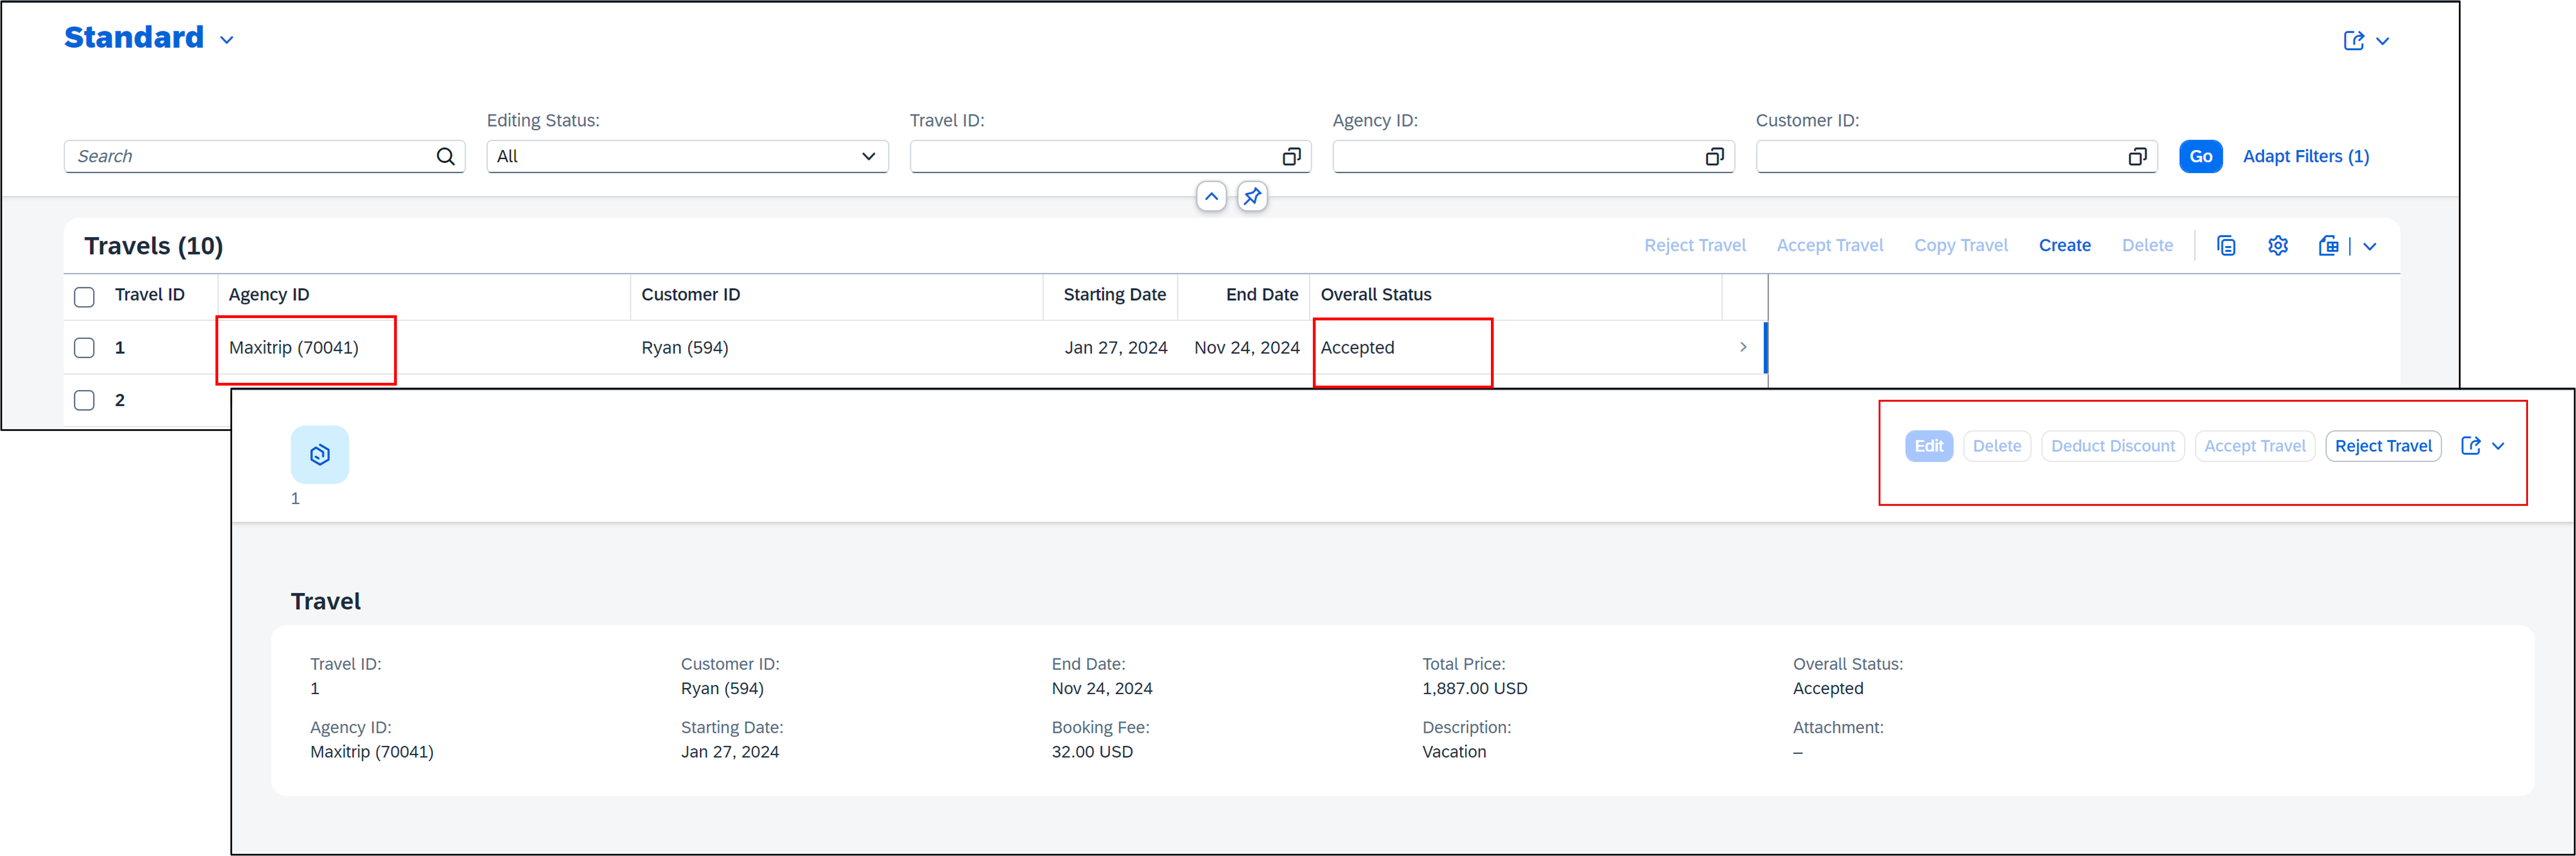 Standard
Editing Status:
Travel ID:
Agency ID:
Customer ID:
Search
All
Go
Adapt Filters (1)
Travels (10)
Reject Travel
Accept Travel
Copy Travel
Create
Delete
Travel ID
Agency ID
Customer ID
Starting Date
End Date
Overall Status
1
Maxitrip (70041)
Ryan (594)
Jan 27, 2024
Nov 24, 2024
Accepted
2
Edit
Delete
Deduct Discount
Accept Travel
Reject Travel
1
Travel
Travel ID:
1
Customer ID:
Ryan (594)
End Date:
Nov 24, 2024
Total Price:
1,887.00 USD
Overall Status:
Accepted
Agency ID:
Maxitrip (70041)
Starting Date:
Jan 27, 2024
Booking Fee:
32.00 USD
Description:
Vacation
Attachment:
–